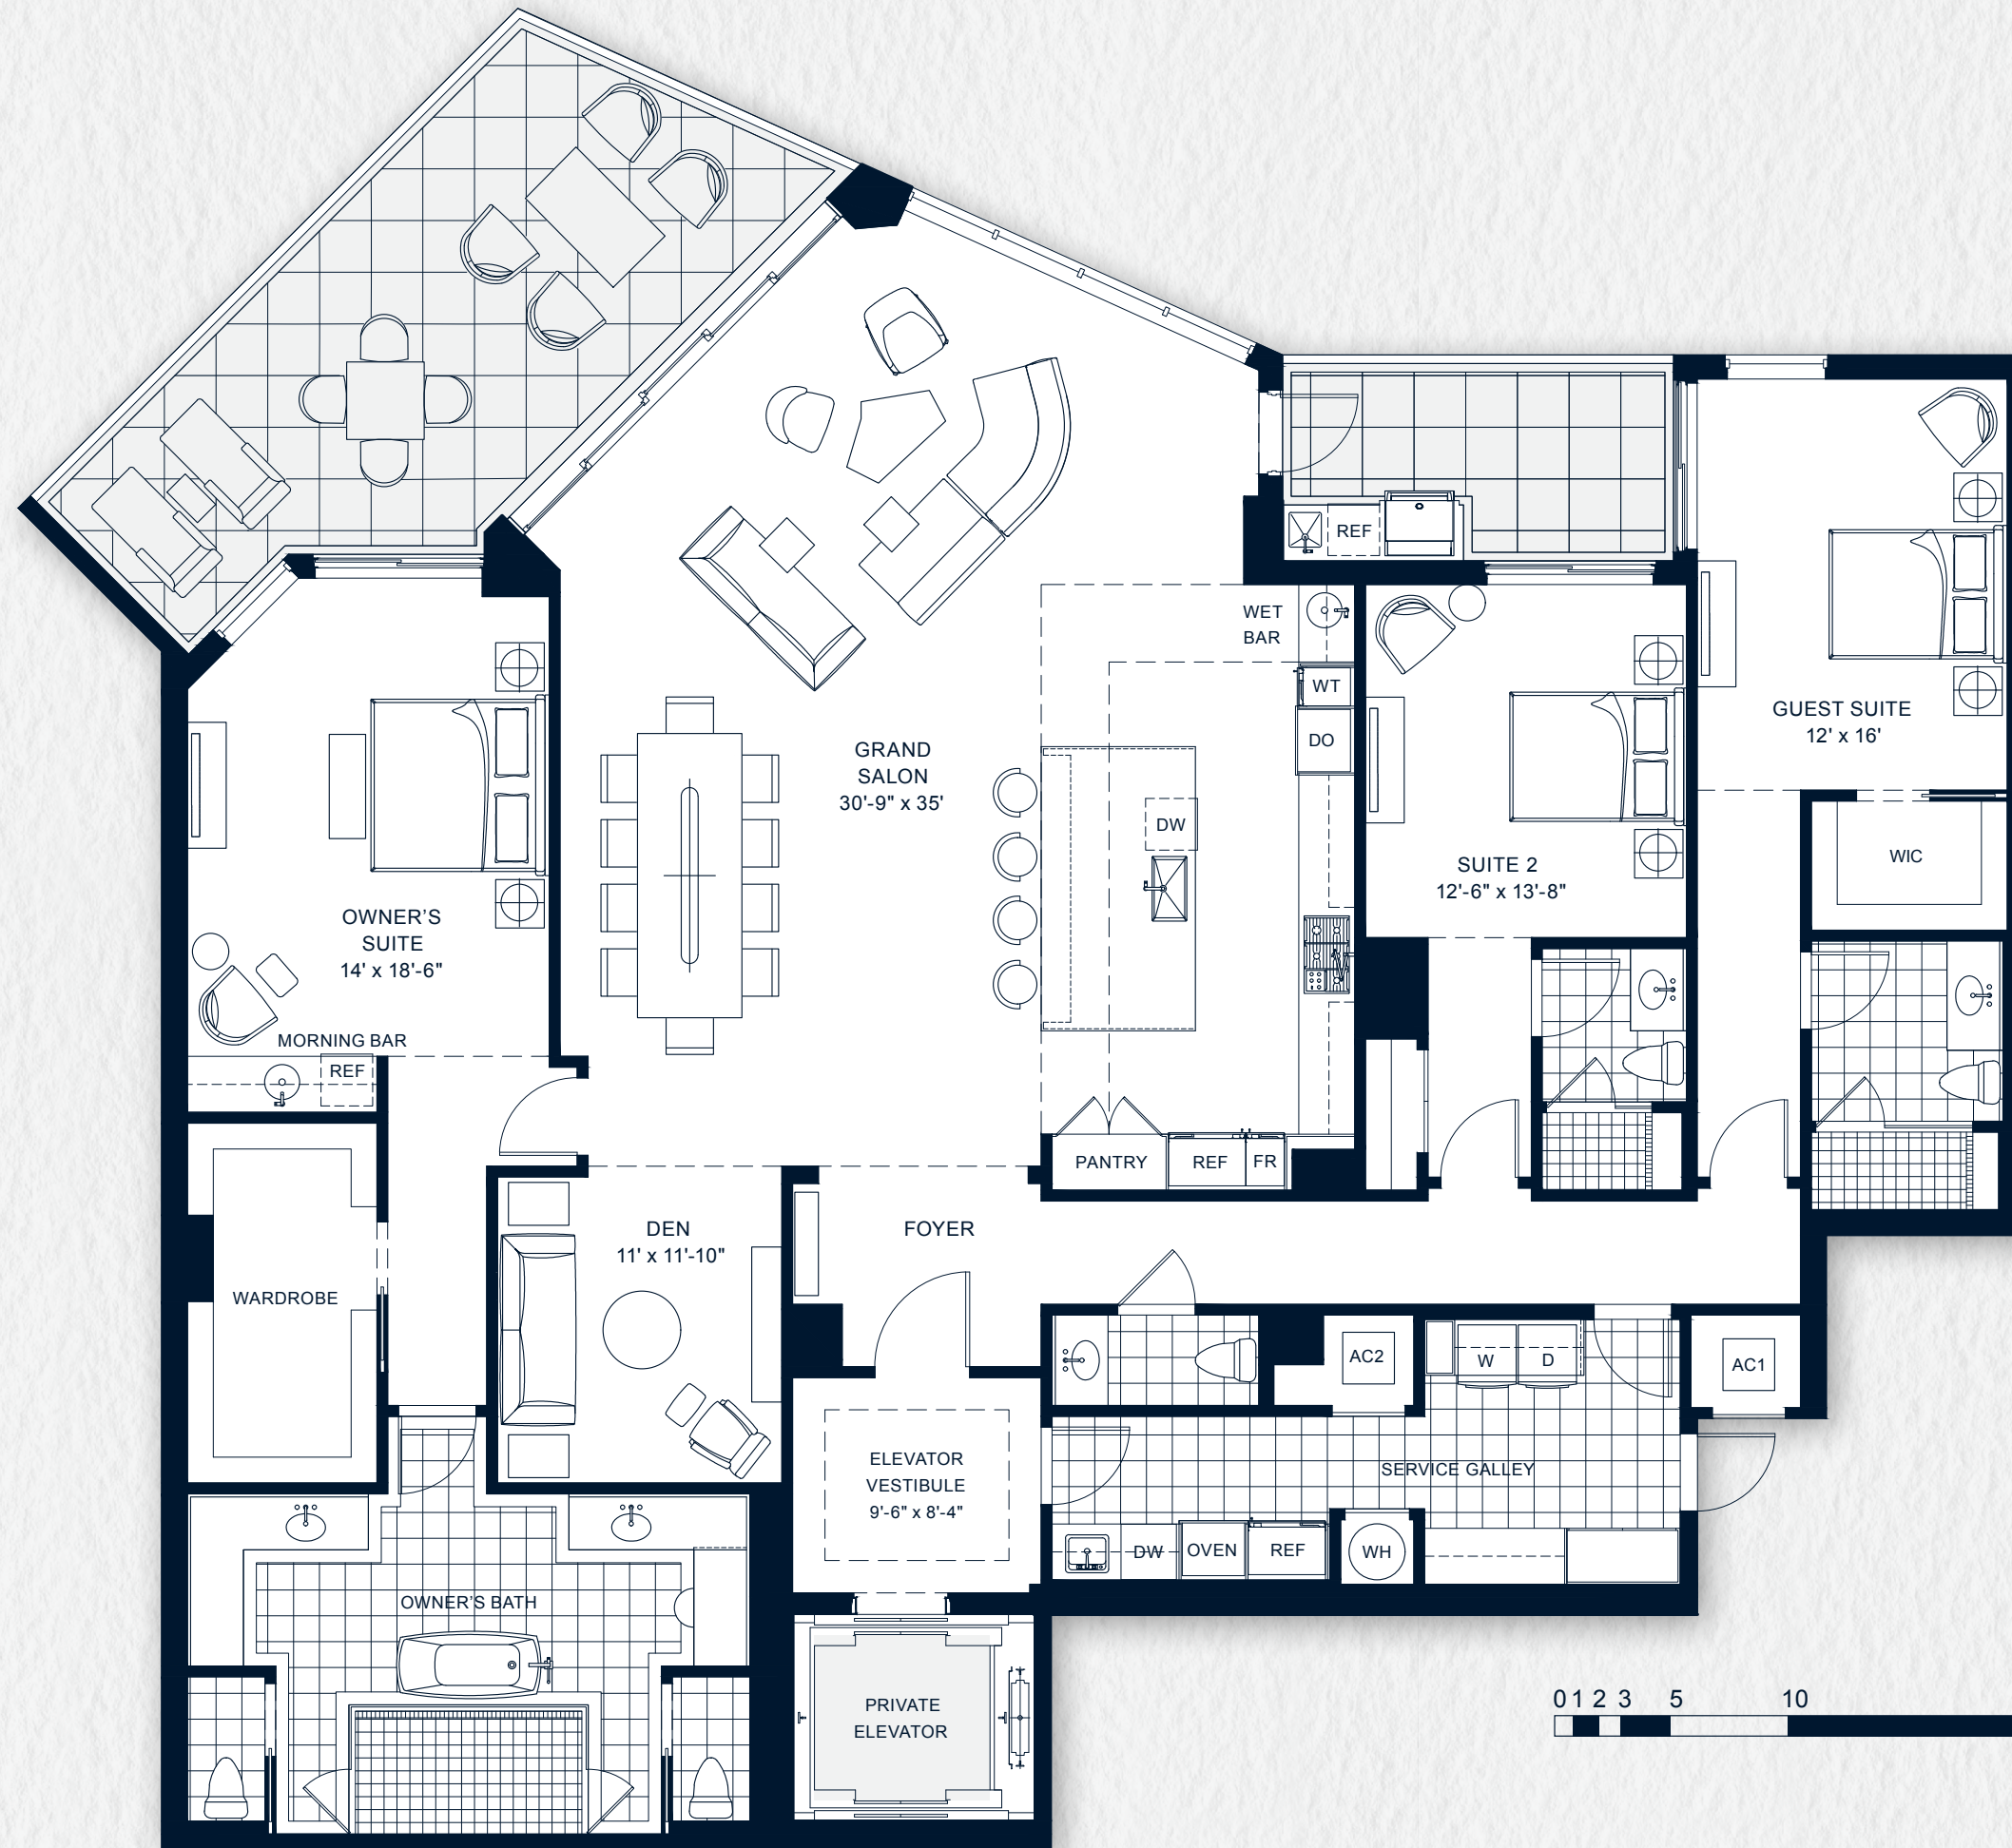 REF
WET
BAR
WT
DO
GRAND
SALON
30'-9" x 35'
GUEST SUITE
12' x 16'
DW
SUITE 2
12'-6" x 13'-8"
WIC
OWNER’S
SUITE
14' x 18'-6"
MORNING BAR
REF
PANTRY
REF
FR
DEN
11' x 11'-10"
FOYER
WARDROBE
AC2
W
D
AC1
ELEVATOR
VESTIBULE
9'-6" x 8'-4"
SERVICE GALLEY
DW
OVEN
REF
WH
OWNER’S BATH
PRIVATE
ELEVATOR
0 1 2 3 5 10